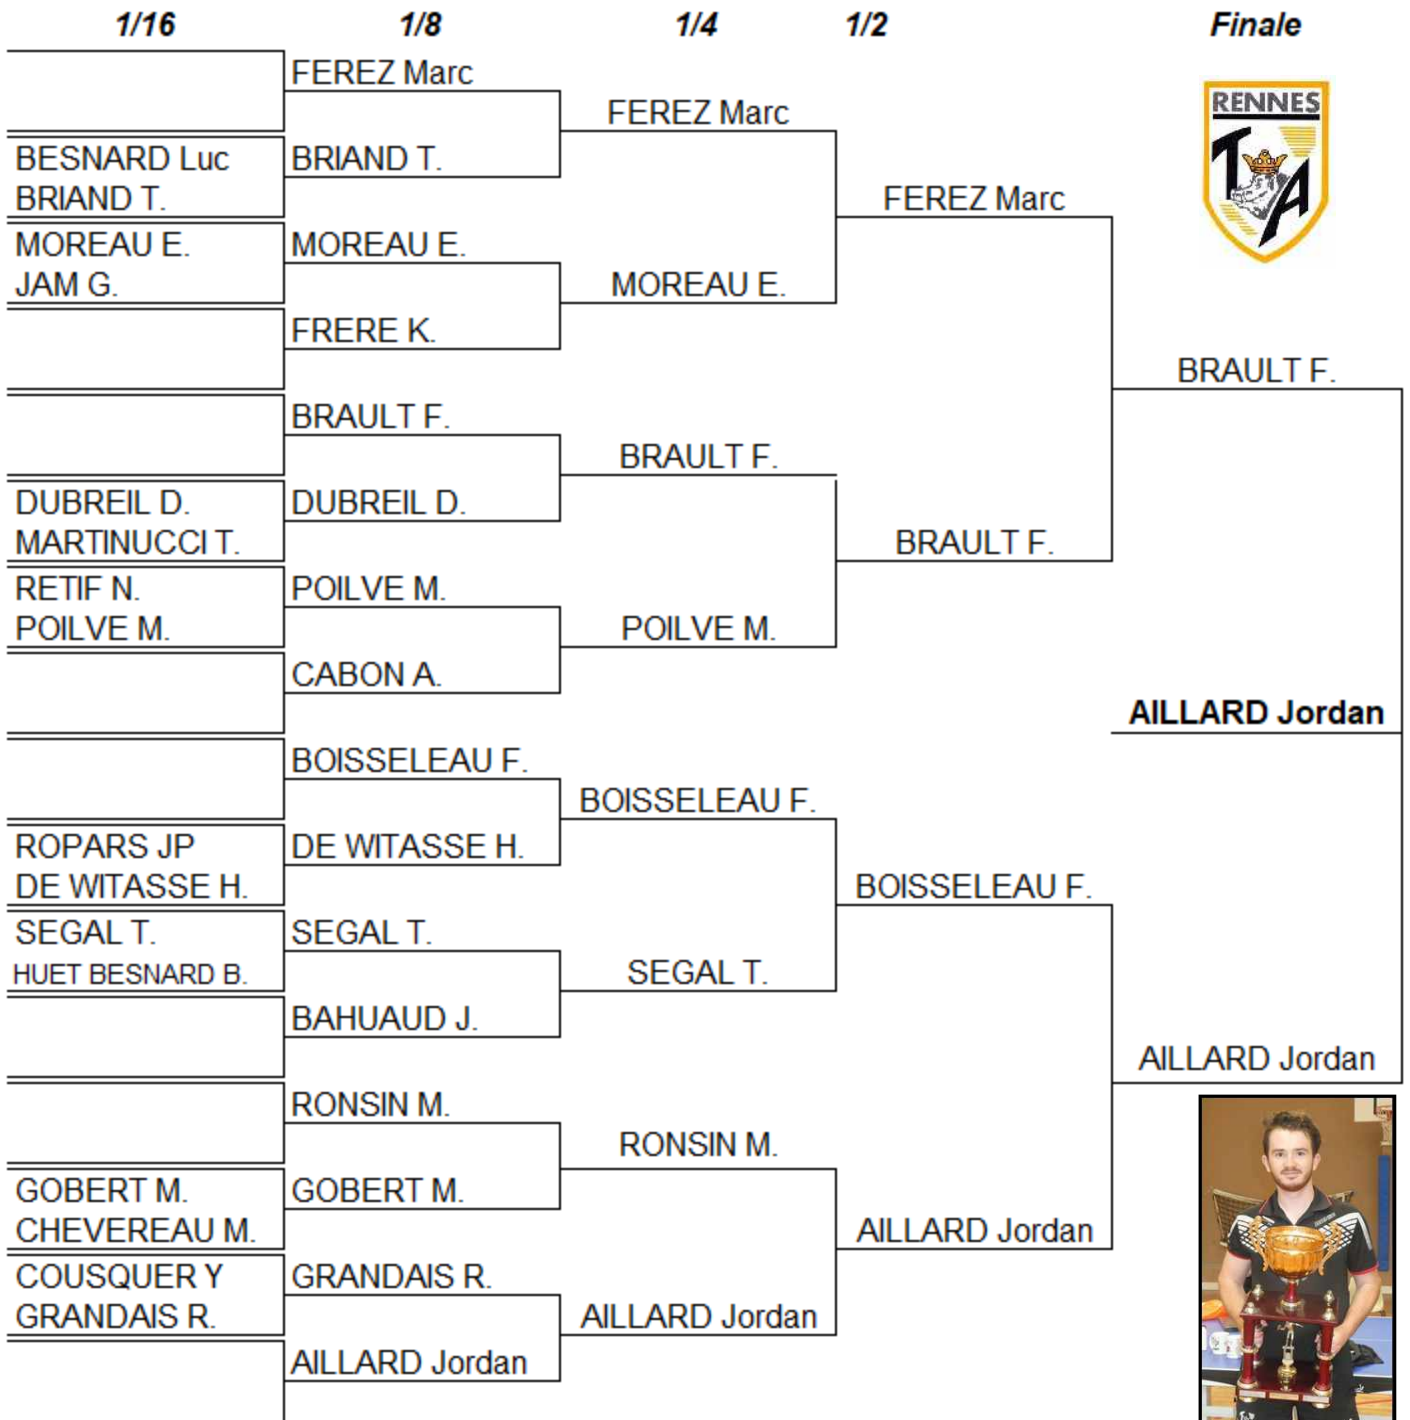 1/16
1/8
1/4
1/2
Finale
FEREZ Marc
BRIAND T.
BESNARD Luc
BRIAND T.
MOREAU E.
JAM G.
MOREAU E.
FRERE K.
BRAULT F.
DUBREIL D.
DUBREIL D.
MARTINUCCI T.
RETIF N.
POILVE M.
POILVE M.
CABON A.
BOISSELEAU F.
DE WITASSE H.
ROPARS JP
DE WITASSE H.
SEGAL T.
HUET BESNARD B.
SEGAL T.
BAHUAUD J.
RONSIN M.
GOBERT M.
GOBERT M.
CHEVEREAU M.
COUSQUER Y
GRANDAIS R.
GRANDAIS R.
AILLARD Jordan
FEREZ Marc
MOREAU E.
BRAULT F.
POILVE M.
BOISSELEAU F.
SEGAL T.
RONSIN M.
AILLARD Jordan
FEREZ Marc
BRAULT F.
BOISSELEAU F.
AILLARD Jordan
RENNES
TA
BRAULT F.
AILLARD Jordan
AILLARD Jordan